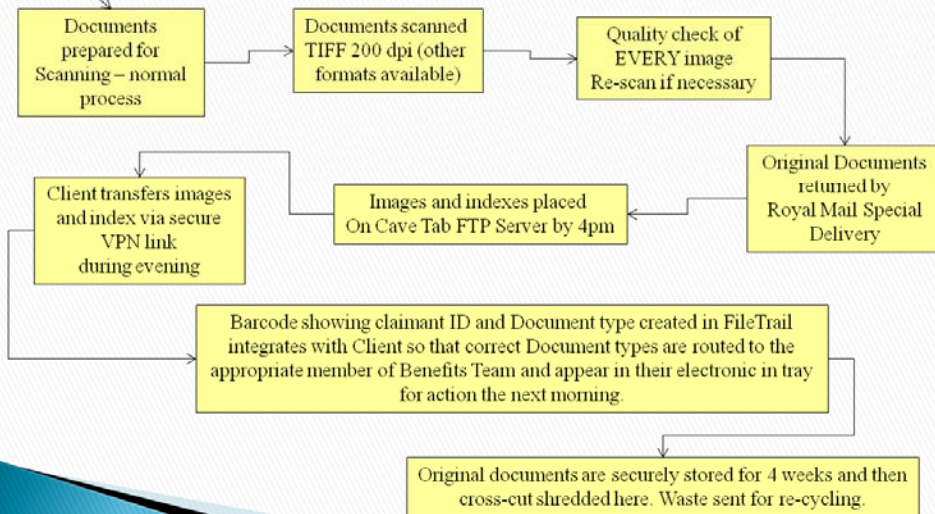 Documents
prepared for
Scanning – normal
process
Documents scanned
TIFF 200 dpi (other
formats available)
Quality check of
EVERY image
Re-scan if necessary
Original Documents
returned by
Royal Mail Special
Delivery
Images and indexes placed
On Cave Tab FTP Server by 4pm
Client transfers images
and index via secure
VPN link
during evening
Barcode showing claimant ID and Document type created in FileTrail
integrates with Client so that correct Document types are routed to the
appropriate member of Benefits Team and appear in their electronic in tray
for action the next morning.
Original documents are securely stored for 4 weeks and then
cross-cut shredded here. Waste sent for re-cycling.